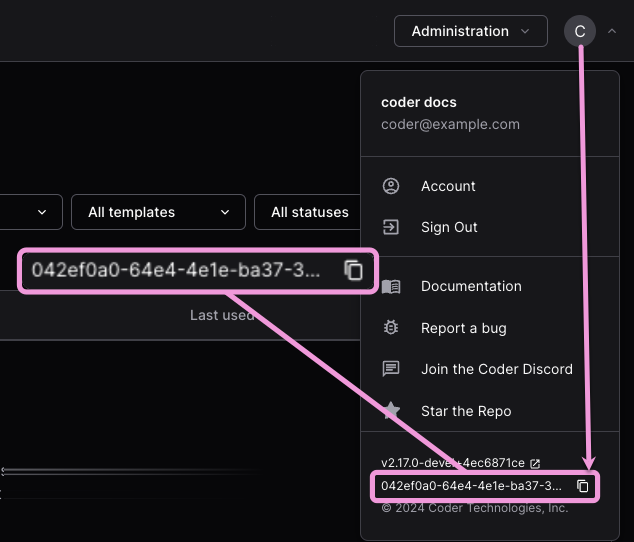 Administration
C
coder docs
coder@example.com
Account
All templates
All statuses
Sign Out
042ef0a0-64e4-4e1e-ba37-3...
Documentation
Last used
Report a bug
Join the Coder Discord
Star the Repo
v2.17.0-devel+4ec6871ce
042ef0a0-64e4-4e1e-ba37-3...
© 2024 Coder Technologies, Inc.